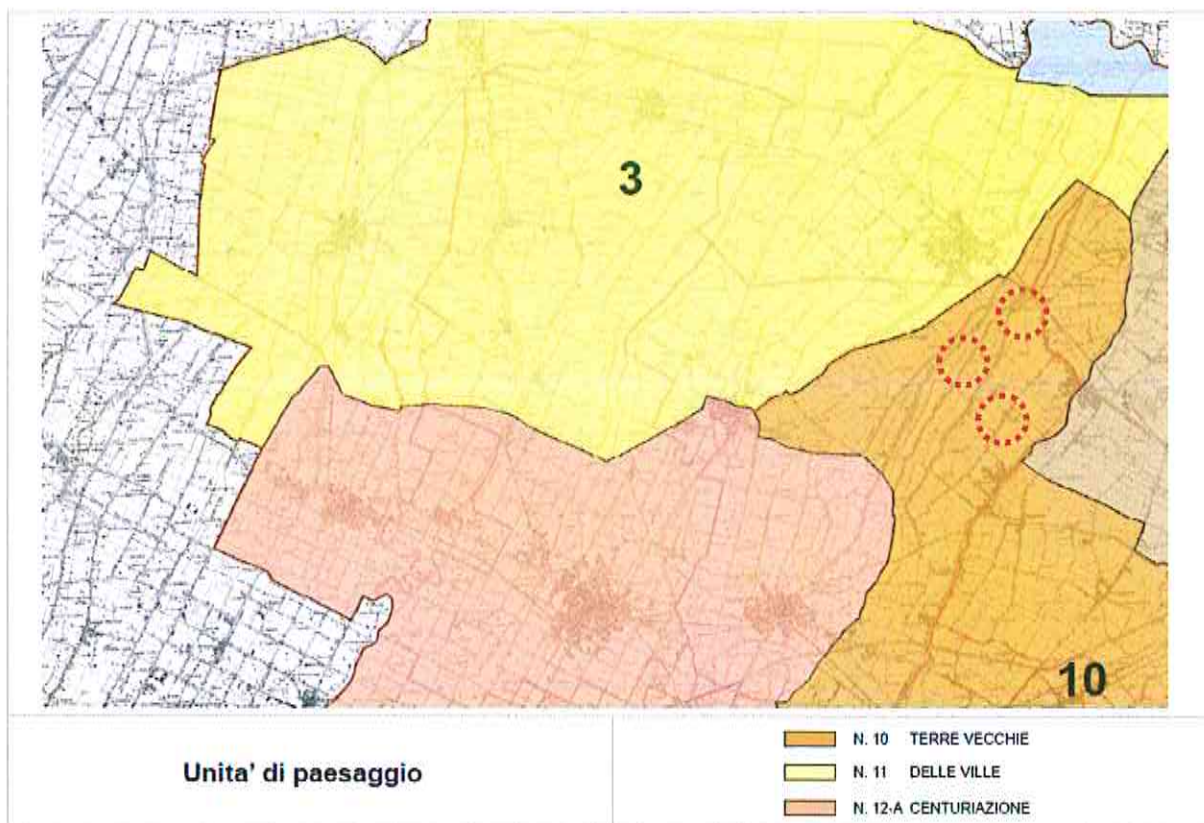 3
10
Unita' di paesaggio
N. 10 TERRE VECCHIE
N. 11 DELLE VILLE
N. 12-A CENTURIAZIONE